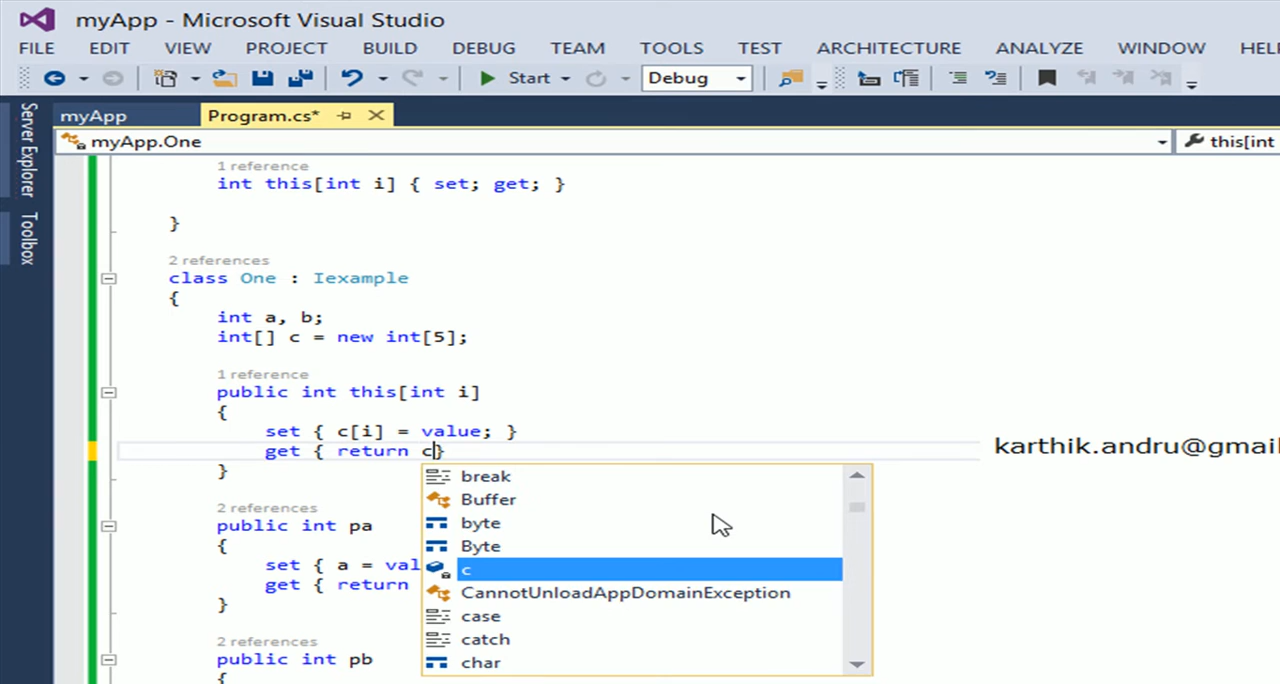 myApp - Microsoft Visual Studio
FILE EDIT VIEW PROJECT BUILD DEBUG TEAM TOOLS TEST ARCHITECTURE ANALYZE WINDOW HEL
Start Debug
Server Explorer
Toolbox
myApp Program.cs*
myApp.One this[int
1 reference
int this[int i] { set; get; }
}
2 references
class One : Iexample
{
int a, b;
int[] c = new int[5];
1 reference
public int this[int i]
{
set { c[i] = value; }
get { return c}
karthik.andru@gmail
}
break
Buffer
byte
Byte
c
CannotUnloadAppDomainException
case
catch
char
2 references
public int pa
{
set { a = val
get { return
}
2 references
public int pb
{